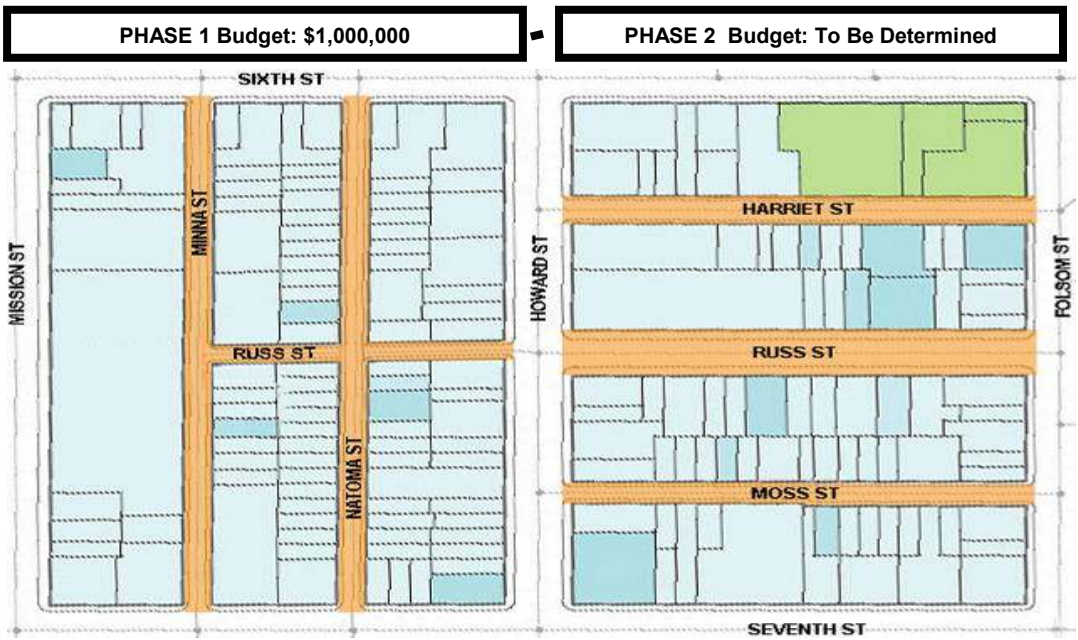 PHASE 1 Budget: $1,000,000
PHASE 2 Budget: To Be Determined
SIXTH ST
MISSION ST
MINNA ST
RUSS ST
NATOMA ST
HOWARD ST
HARRIET ST
RUSS ST
MOSS ST
FOLSOM ST
SEVENTH ST